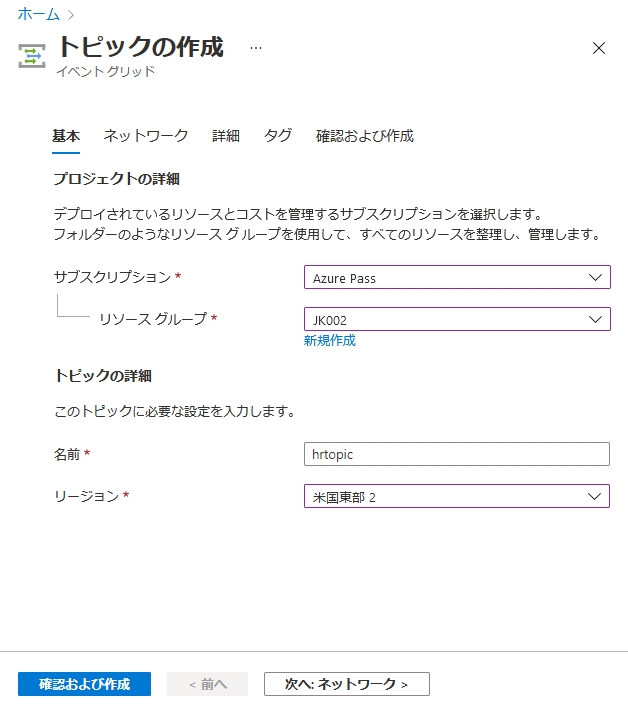 ホーム >
トピックの作成 …
イベント グリッド
基本 ネットワーク 詳細 タグ 確認および作成
プロジェクトの詳細
デプロイされているリソースとコストを管理するサブスクリプションを選択します。
フォルダーのようなリソース グループを使用して、すべてのリソースを整理し、管理します。
サブスクリプション * Azure Pass
リソース グループ * JK002
新規作成
トピックの詳細
このトピックに必要な設定を入力します。
名前 * hrtopic
リージョン * 米国東部 2
確認および作成 < 前へ 次へ: ネットワーク >